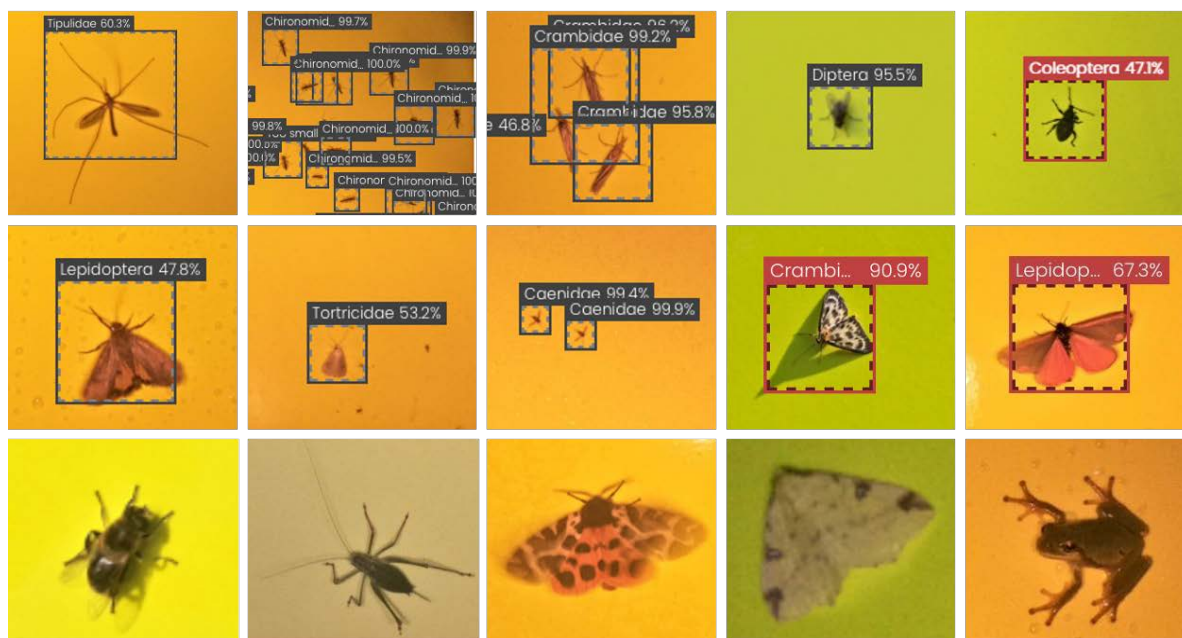 Tipulidae 60.3%
Chironomid... 99.7%
Chironomid... 99.9%
Chironomid... 100.0%
Chironomid...
Chironomid... 100.0%
99.8%
small
Chironomid... 99.5%
Chironomid... 100
Chirono
Crambidae 96.2%
Crambidae 99.2%
Crambidae 95.8%
e 46.8%
Diptera 95.5%
Coleoptera 47.1%
Lepidoptera 47.8%
Tortricidae 53.2%
Caenidae 99.4%
Caenidae 99.9%
Crambi... 90.9%
Lepidop... 67.3%